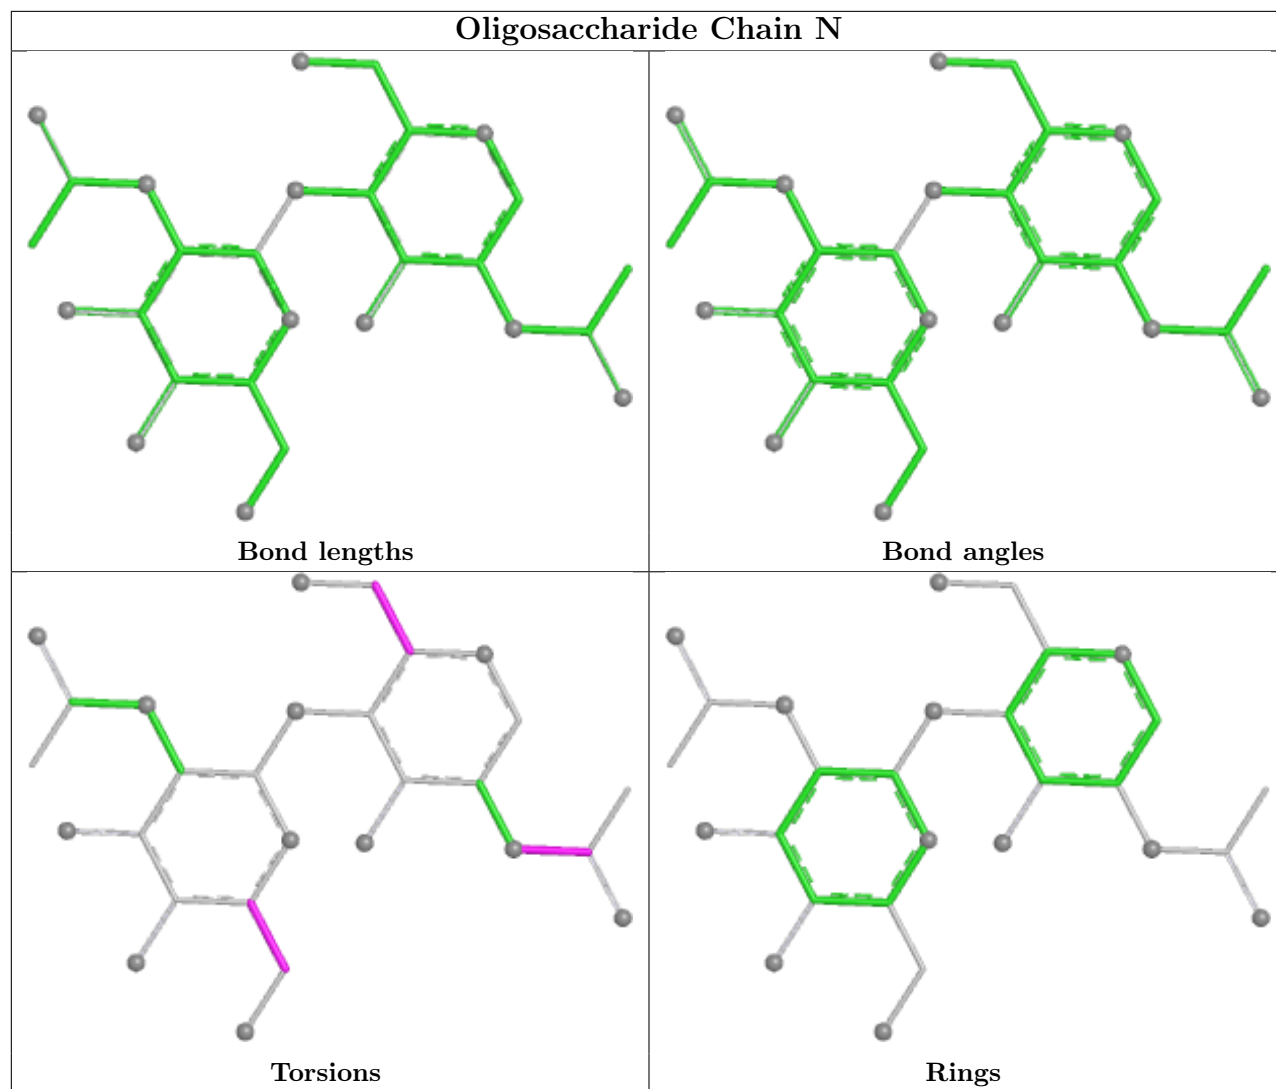 Oligosaccharide Chain N
Bond lengths
Bond angles
Torsions
Rings